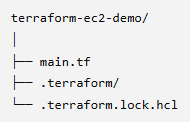 terraform-ec2-demo/
│
├── main.tf
├── .terraform/
└── .terraform.lock.hcl